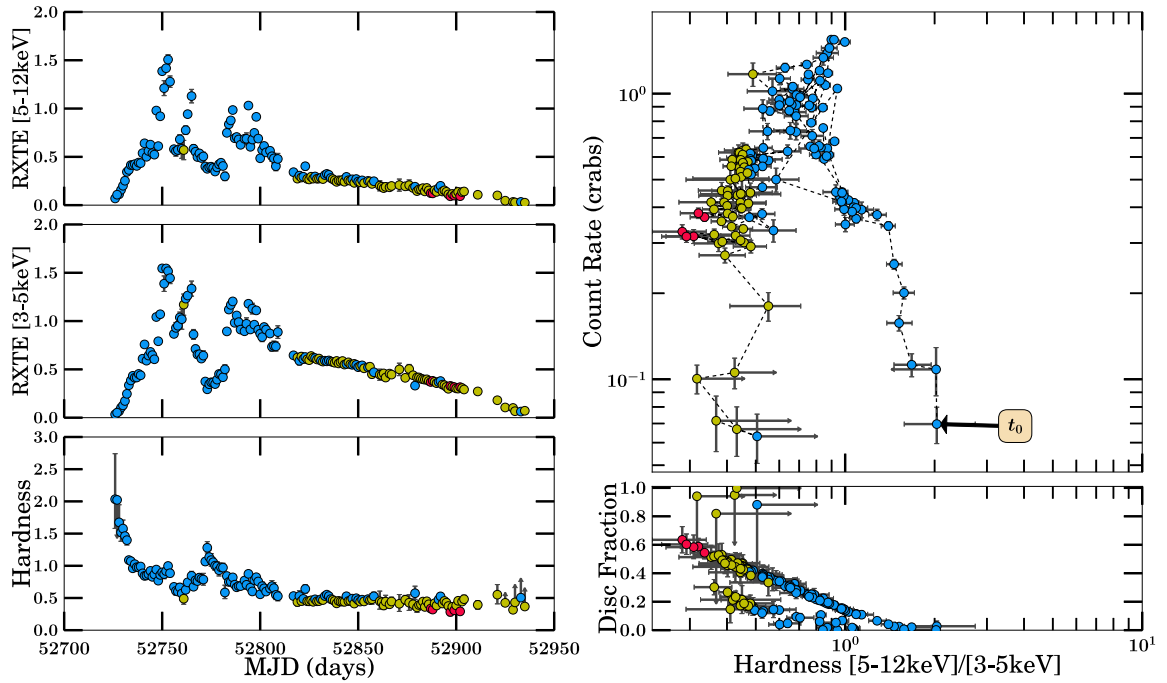 RXTE [5-12keV]
2.0
1.5
1.0
0.5
0.0
RXTE [3-5keV]
2.0
1.5
1.0
0.5
0.0
Hardness
3.0
2.5
2.0
1.5
1.0
0.5
0.0
52700 52750 52800 52850 52900 52950
MJD (days)
Count Rate (crabs)
10⁰
10⁻¹
t₀
Disc Fraction
1.0
0.8
0.6
0.4
0.2
0.0
10⁰ 10¹
Hardness [5-12keV]/[3-5keV]